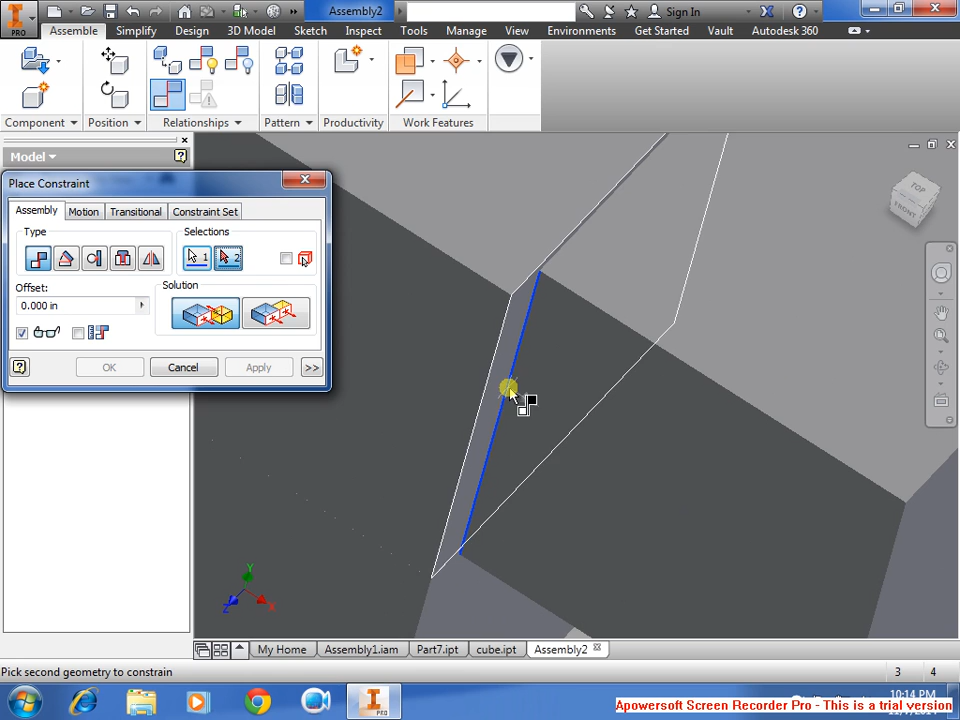 Assembly2
Sign In
PRO
Assemble Simplify Design 3D Model Sketch Inspect Tools Manage View Environments Get Started Vault Autodesk 360
Component Position Relationships Pattern Productivity Work Features
Model
Place Constraint
Assembly Motion Transitional Constraint Set
Type Selections
1 2
Offset: Solution
0.000 in
OK Cancel Apply >>
TOP
FRONT
Y
Z X
My Home Assembly1.iam Part7.ipt cube.ipt Assembly2
Pick second geometry to constrain 3 4
PRO
10:14 PM
Apowersoft Screen Recorder Pro - This is a trial version